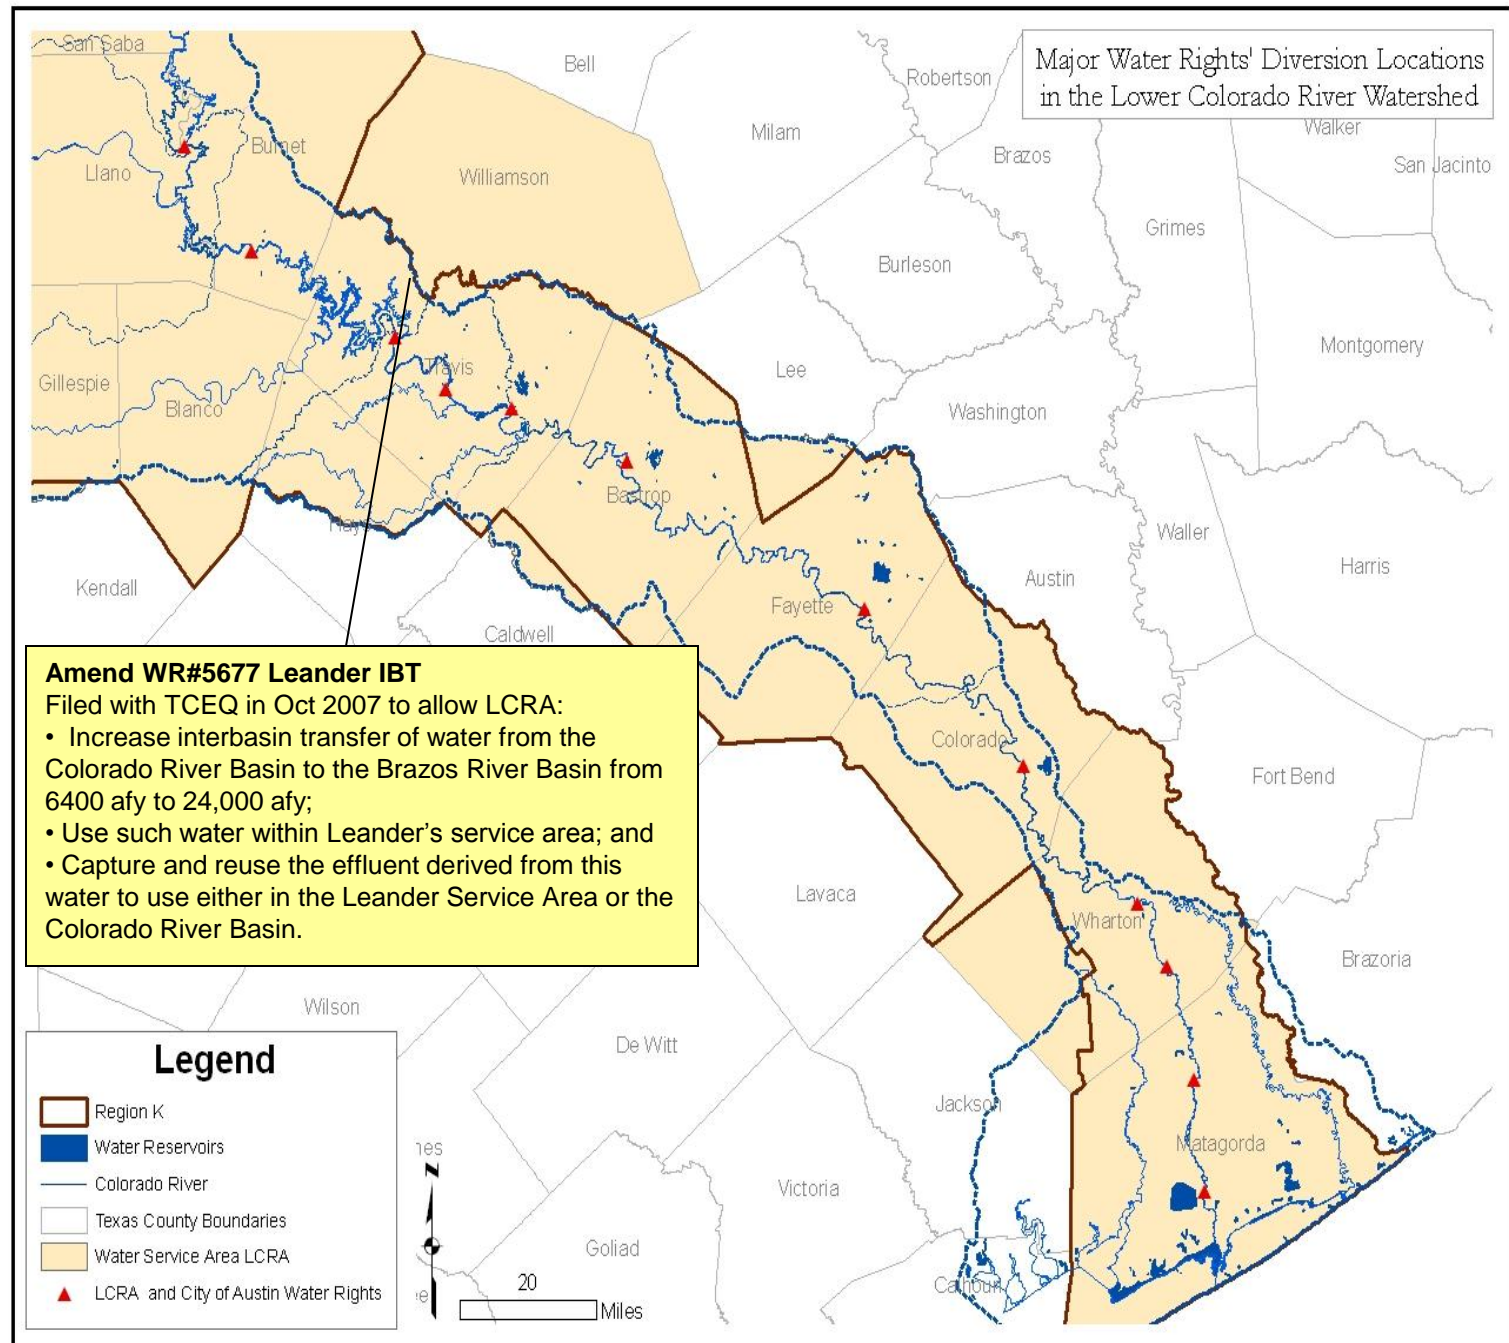 Major Water Rights' Diversion Locations
in the Lower Colorado River Watershed
San Saba
Bell
Robertson
Milam
Walker
Burnet
Brazos
San Jacinto
Llano
Williamson
Grimes
Burleson
Montgomery
Gillespie
Travis
Lee
Blanco
Washington
Bastrop
Waller
Harris
Kendall
Austin
Fayette
Caldwell
Amend WR#5677 Leander IBT
Filed with TCEQ in Oct 2007 to allow LCRA:
• Increase interbasin transfer of water from the
Colorado River Basin to the Brazos River Basin from
6400 afy to 24,000 afy;
• Use such water within Leander's service area; and
• Capture and reuse the effluent derived from this
water to use either in the Leander Service Area or the
Colorado River Basin.
Colorado
Fort Bend
Lavaca
Wharton
Brazoria
Wilson
De Witt
Jackson
Matagorda
Victoria
Goliad
Calhoun
Legend
Region K
Water Reservoirs
Colorado River
Texas County Boundaries
Water Service Area LCRA
LCRA and City of Austin Water Rights
nes
N
20
Miles